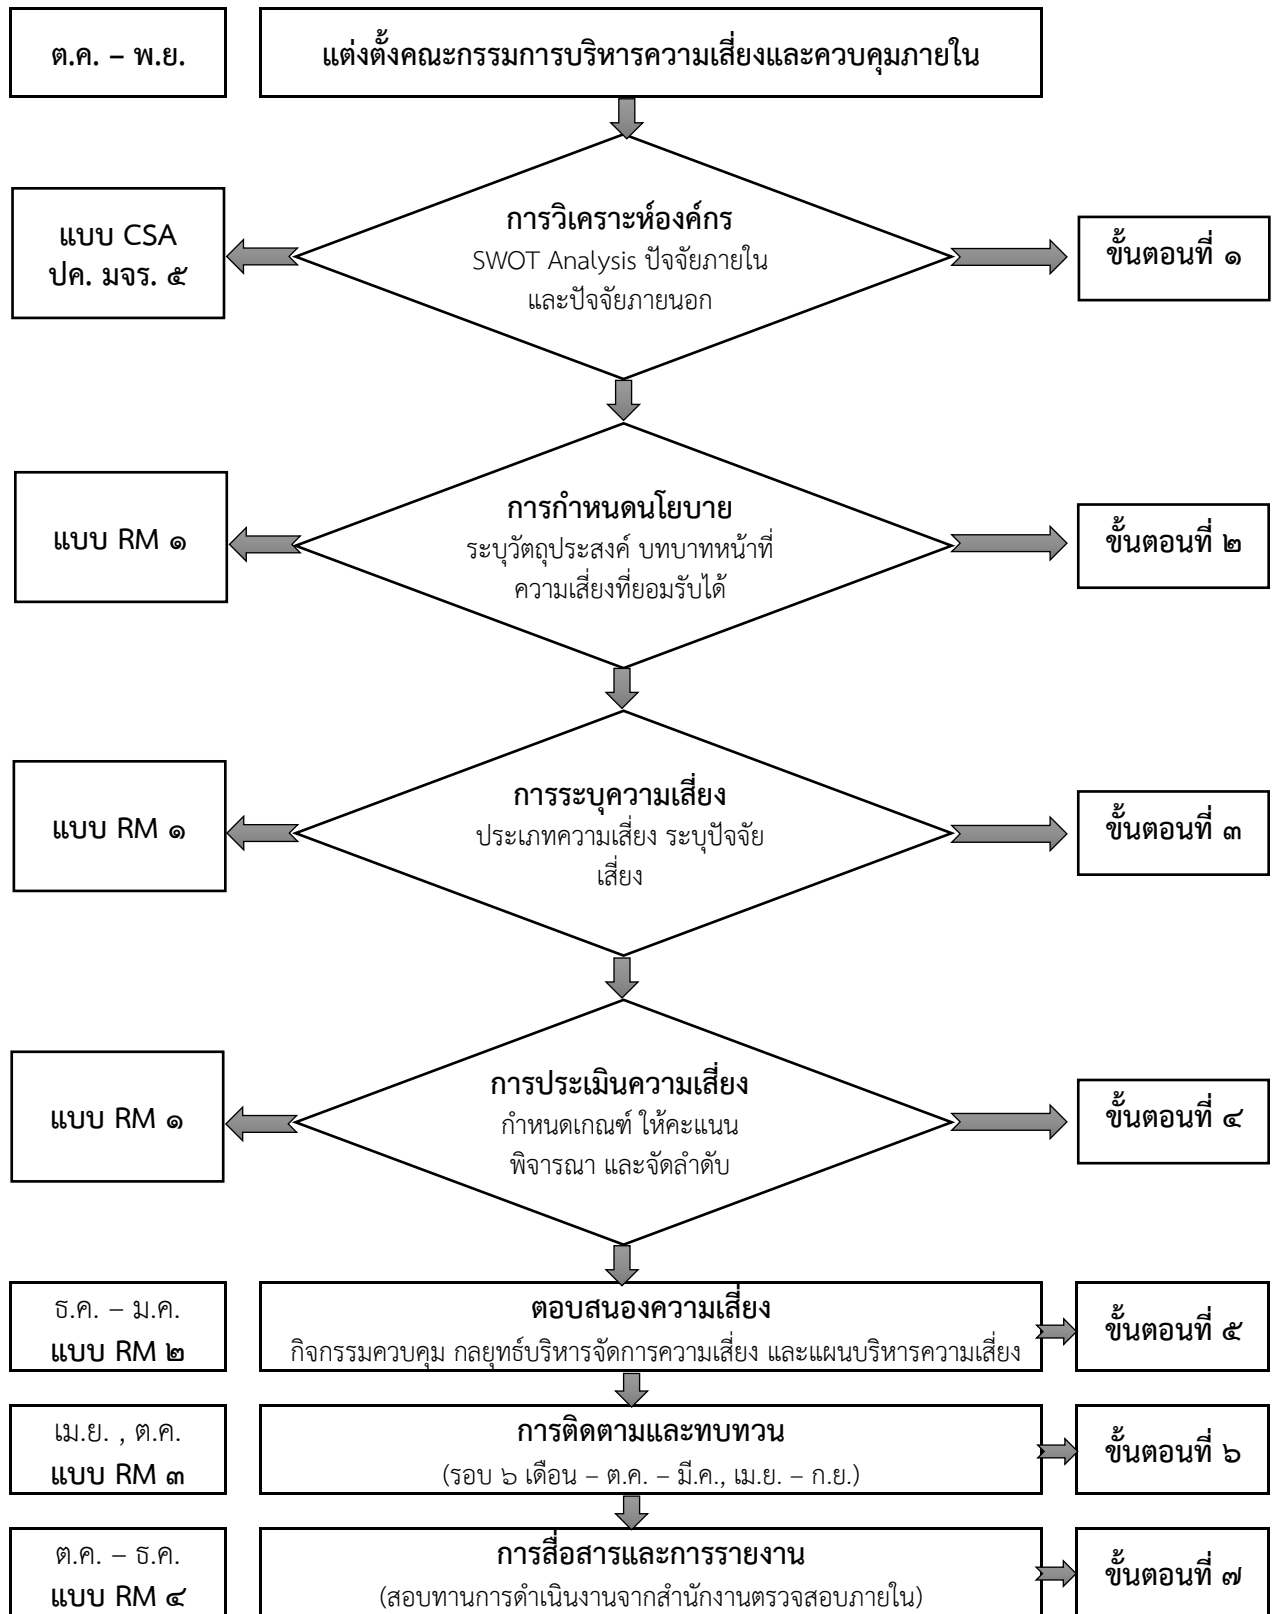 ต.ค. – พ.ย.
แต่งตั้งคณะกรรมการบริหารความเสี่ยงและควบคุมภายใน
แบบ CSA
ปค. มจร. ๕
การวิเคราะห์องค์กร
SWOT Analysis ปัจจัยภายใน
และปัจจัยภายนอก
ขั้นตอนที่ ๑
แบบ RM ๑
การกำหนดนโยบาย
ระบุวัตถุประสงค์ บทบาทหน้าที่
ความเสี่ยงที่ยอมรับได้
ขั้นตอนที่ ๒
แบบ RM ๑
การระบุความเสี่ยง
ประเภทความเสี่ยง ระบุปัจจัย
เสี่ยง
ขั้นตอนที่ ๓
แบบ RM ๑
การประเมินความเสี่ยง
กำหนดเกณฑ์ ให้คะแนน
พิจารณา และจัดลำดับ
ขั้นตอนที่ ๔
ธ.ค. – ม.ค.
แบบ RM ๒
ตอบสนองความเสี่ยง
กิจกรรมควบคุม กลยุทธ์บริหารจัดการความเสี่ยง และแผนบริหารความเสี่ยง
ขั้นตอนที่ ๕
เม.ย. , ต.ค.
แบบ RM ๓
การติดตามและทบทวน
(รอบ ๖ เดือน – ต.ค. – มี.ค., เม.ย. – ก.ย.)
ขั้นตอนที่ ๖
ต.ค. – ธ.ค.
แบบ RM ๔
การสื่อสารและการรายงาน
(สอบทานการดำเนินงานจากสำนักงานตรวจสอบภายใน)
ขั้นตอนที่ ๗